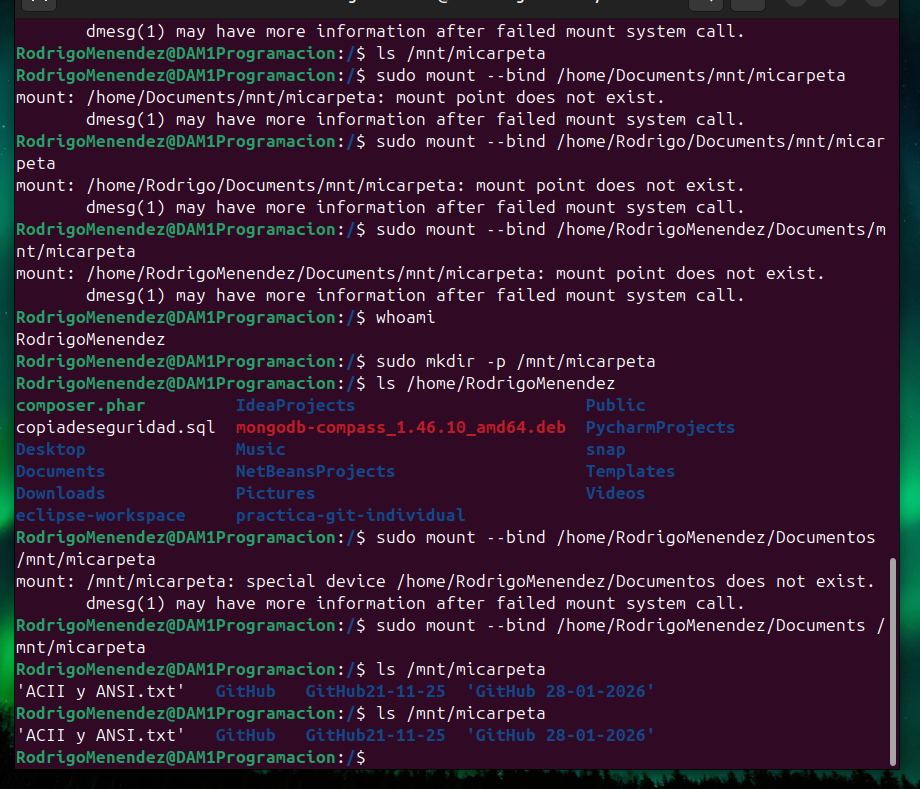 dmesg(1) may have more information after failed mount system call.
RodrigoMenendez@DAM1Programacion:/$ ls /mnt/micarpeta
RodrigoMenendez@DAM1Programacion:/$ sudo mount --bind /home/Documents/mnt/micarpeta
mount: /home/Documents/mnt/micarpeta: mount point does not exist.
dmesg(1) may have more information after failed mount system call.
RodrigoMenendez@DAM1Programacion:/$ sudo mount --bind /home/Rodrigo/Documents/mnt/micar
peta
mount: /home/Rodrigo/Documents/mnt/micarpeta: mount point does not exist.
dmesg(1) may have more information after failed mount system call.
RodrigoMenendez@DAM1Programacion:/$ sudo mount --bind /home/RodrigoMenendez/Documents/m
nt/micarpeta
mount: /home/RodrigoMenendez/Documents/mnt/micarpeta: mount point does not exist.
dmesg(1) may have more information after failed mount system call.
RodrigoMenendez@DAM1Programacion:/$ whoami
RodrigoMenendez
RodrigoMenendez@DAM1Programacion:/$ sudo mkdir -p /mnt/micarpeta
RodrigoMenendez@DAM1Programacion:/$ ls /home/RodrigoMenendez
composer.phar IdeaProjects Public
copiadeseguridad.sql mongodb-compass_1.46.10_amd64.deb PycharmProjects
Desktop Music snap
Documents NetBeansProjects Templates
Downloads Pictures Videos
eclipse-workspace practica-git-individual
RodrigoMenendez@DAM1Programacion:/$ sudo mount --bind /home/RodrigoMenendez/Documentos
/mnt/micarpeta
mount: /mnt/micarpeta: special device /home/RodrigoMenendez/Documentos does not exist.
dmesg(1) may have more information after failed mount system call.
RodrigoMenendez@DAM1Programacion:/$ sudo mount --bind /home/RodrigoMenendez/Documents /
mnt/micarpeta
RodrigoMenendez@DAM1Programacion:/$ ls /mnt/micarpeta
'ACII y ANSI.txt' GitHub GitHub21-11-25 'GitHub 28-01-2026'
RodrigoMenendez@DAM1Programacion:/$ ls /mnt/micarpeta
'ACII y ANSI.txt' GitHub GitHub21-11-25 'GitHub 28-01-2026'
RodrigoMenendez@DAM1Programacion:/$